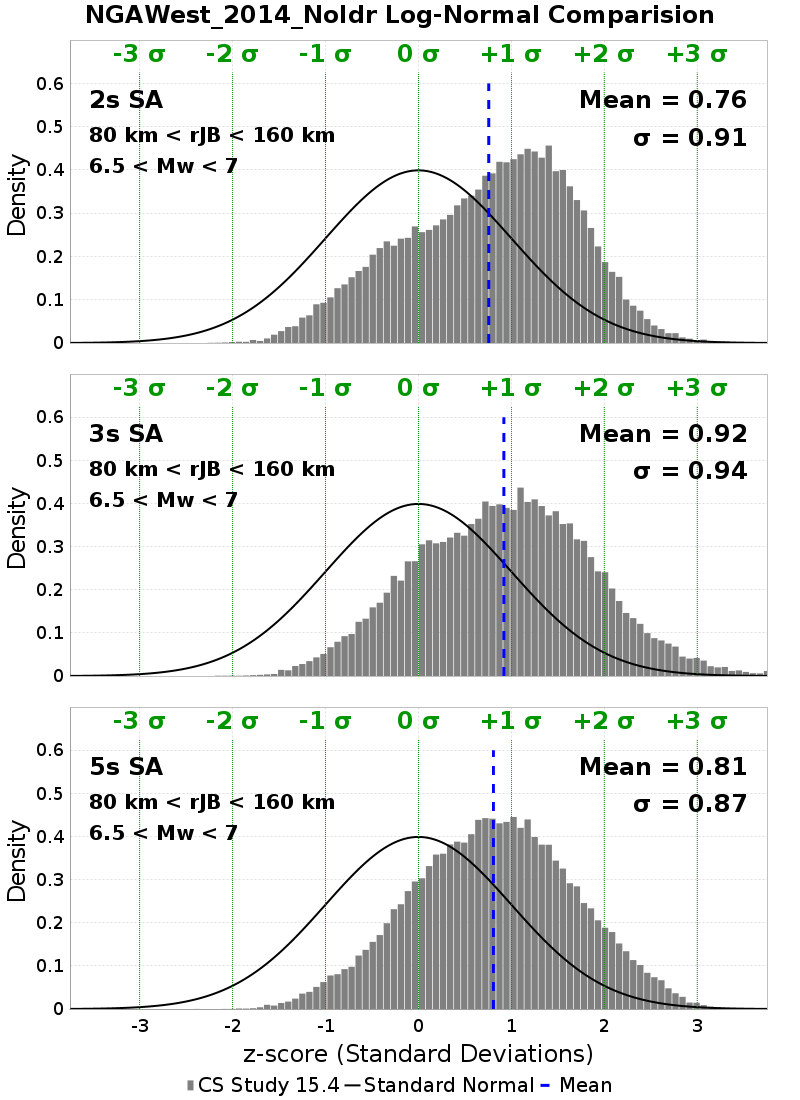 NGAWest_2014_NoIdr Log-Normal Comparision
-3 σ -2 σ -1 σ 0 σ +1 σ +2 σ +3 σ
2s SA
80 km < rJB < 160 km
6.5 < Mw < 7
Mean = 0.76
σ = 0.91
Density
0.6
0.5
0.4
0.3
0.2
0.1
0
-3 σ -2 σ -1 σ 0 σ +1 σ +2 σ +3 σ
3s SA
80 km < rJB < 160 km
6.5 < Mw < 7
Mean = 0.92
σ = 0.94
Density
0.6
0.5
0.4
0.3
0.2
0.1
0
-3 σ -2 σ -1 σ 0 σ +1 σ +2 σ +3 σ
5s SA
80 km < rJB < 160 km
6.5 < Mw < 7
Mean = 0.81
σ = 0.87
Density
0.6
0.5
0.4
0.3
0.2
0.1
0
-3 -2 -1 0 1 2 3
z-score (Standard Deviations)
CS Study 15.4 Standard Normal Mean